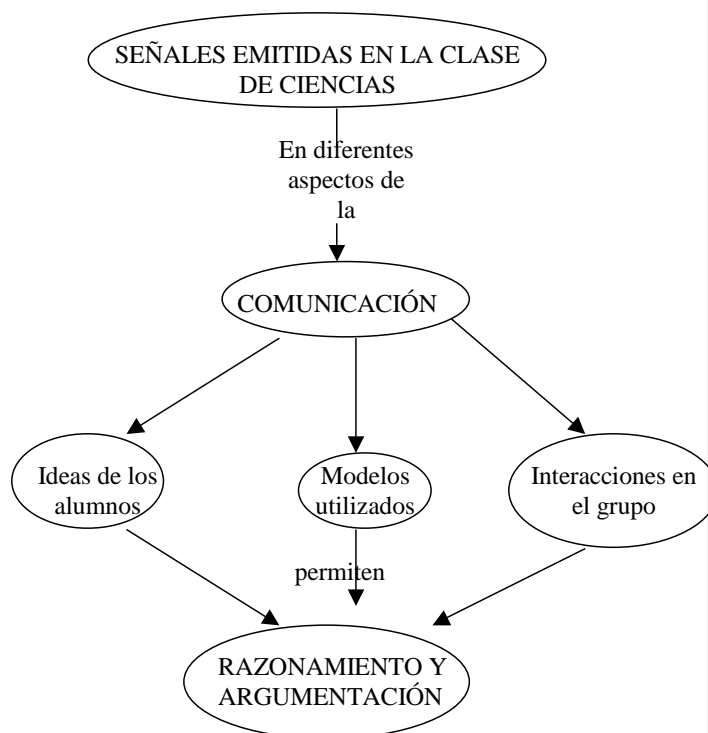 SEÑALES EMITIDAS EN LA CLASE
DE CIENCIAS
En diferentes
aspectos de
la
COMUNICACIÓN
Ideas de los
alumnos
Modelos
utilizados
Interacciones en
el grupo
permiten
RAZONAMIENTO Y
ARGUMENTACIÓN